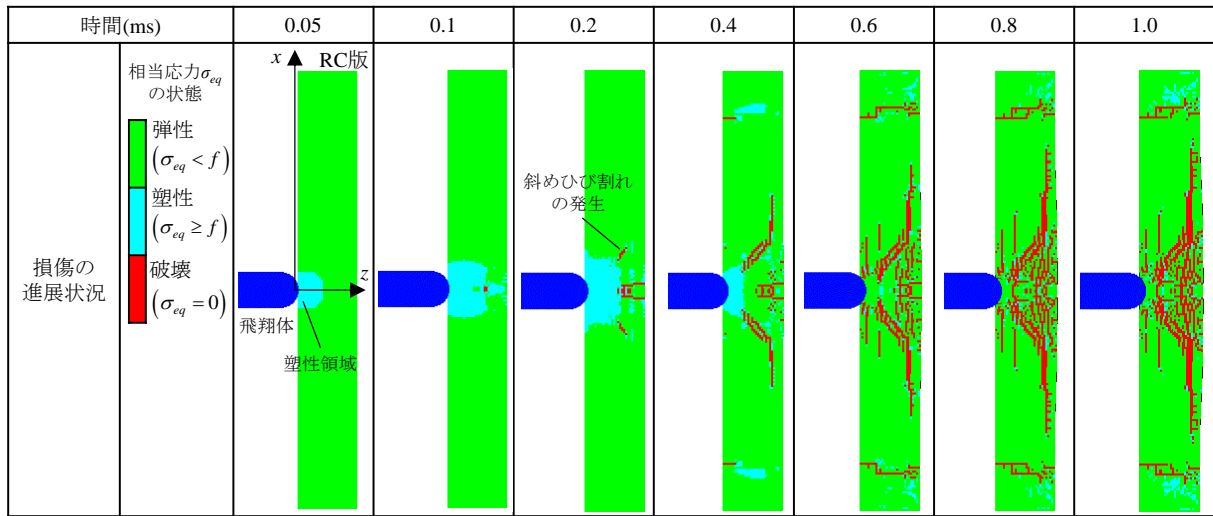 時間(ms) 0.05 0.1 0.2 0.4 0.6 0.8 1.0
損傷の
進展状況
相当応力σeq
の状態
弾性
(σeq < f)
塑性
(σeq ≥ f)
破壊
(σeq = 0)
x
RC版
z
飛翔体
塑性領域
斜めひび割れ
の発生